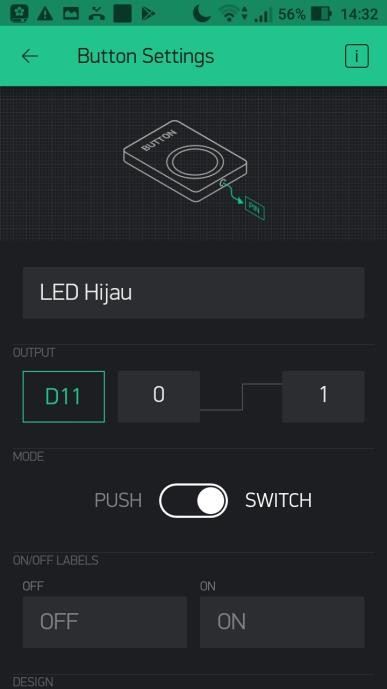 56% 14:32
Button Settings
i
BUTTON
PIN
LED Hijau
OUTPUT
D11 0 1
MODE
PUSH SWITCH
ON/OFF LABELS
OFF ON
OFF ON
DESIGN